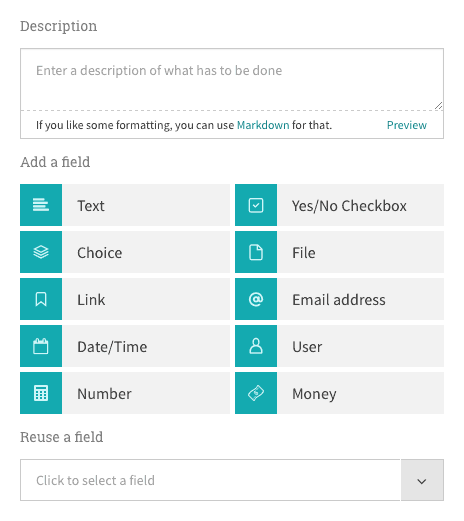 Description
Enter a description of what has to be done
If you like some formatting, you can use Markdown for that. Preview
Add a field
Text
Yes/No Checkbox
Choice
File
Link
Email address
Date/Time
User
Number
Money
Reuse a field
Click to select a field